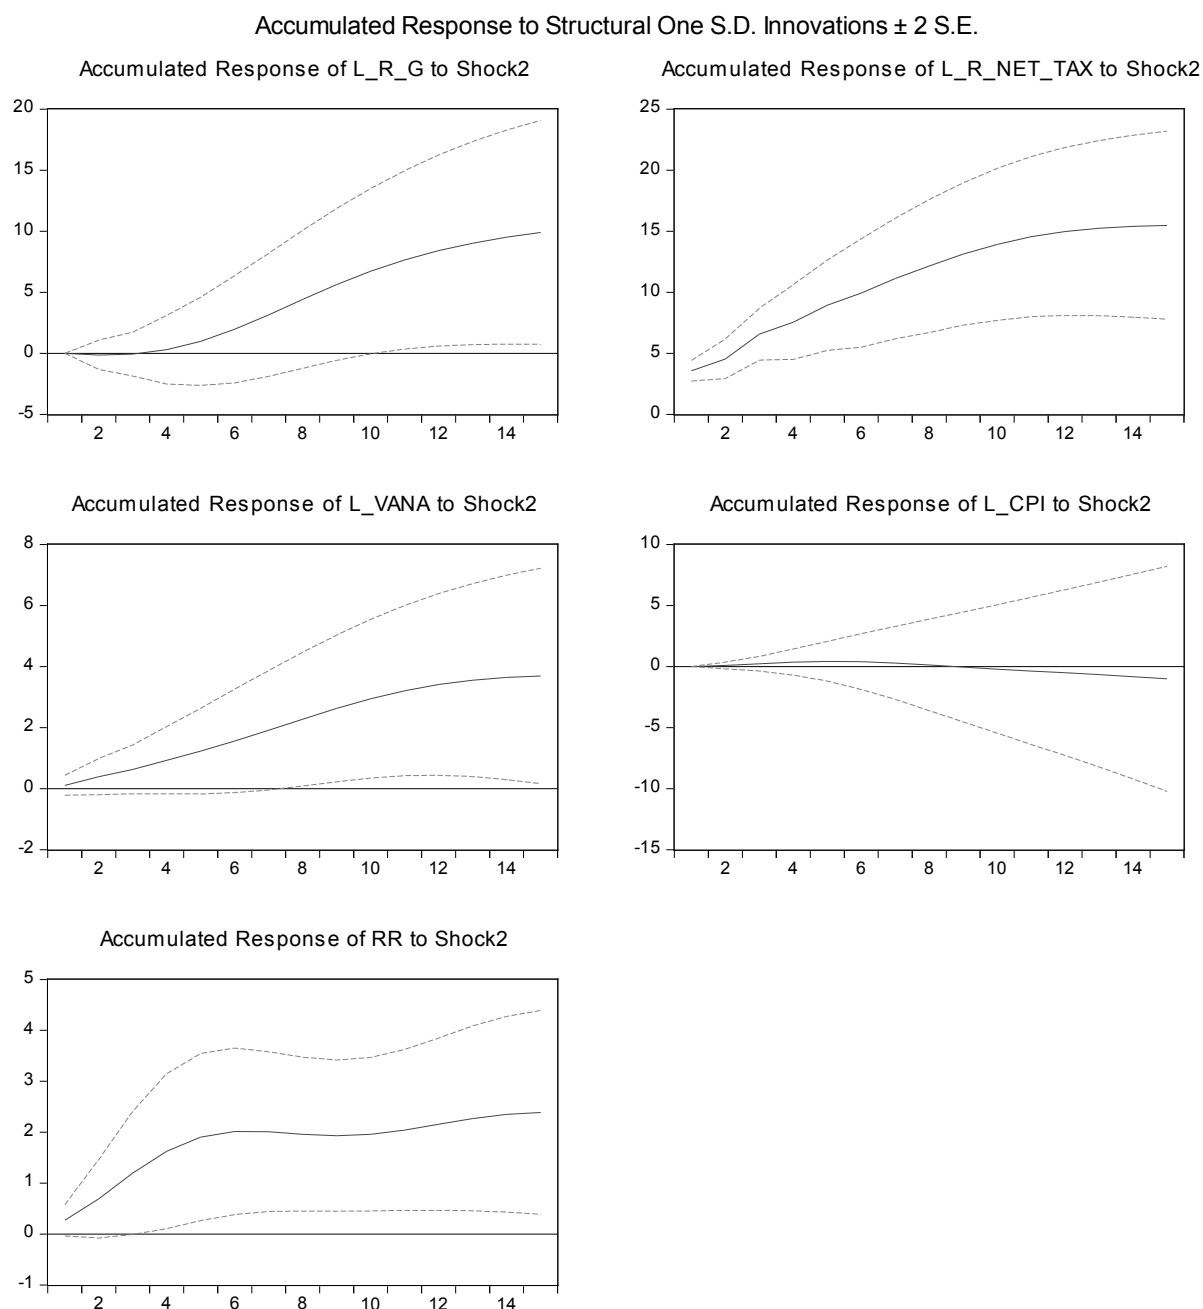 Accumulated Response to Structural One S.D. Innovations ± 2 S.E.
Accumulated Response of L_R_G to Shock2
20
15
10
5
0
-5
2 4 6 8 10 12 14
Accumulated Response of L_R_NET_TAX to Shock2
25
20
15
10
5
0
2 4 6 8 10 12 14
Accumulated Response of L_VANA to Shock2
8
6
4
2
0
-2
2 4 6 8 10 12 14
Accumulated Response of L_CPI to Shock2
10
5
0
-5
-10
-15
2 4 6 8 10 12 14
Accumulated Response of RR to Shock2
5
4
3
2
1
0
-1
2 4 6 8 10 12 14